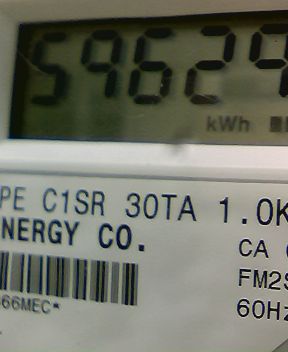 59629
kWh
PE C1SR 30TA 1.0K
NERGY CO.
CA
FM2S
66MEC*
60Hz